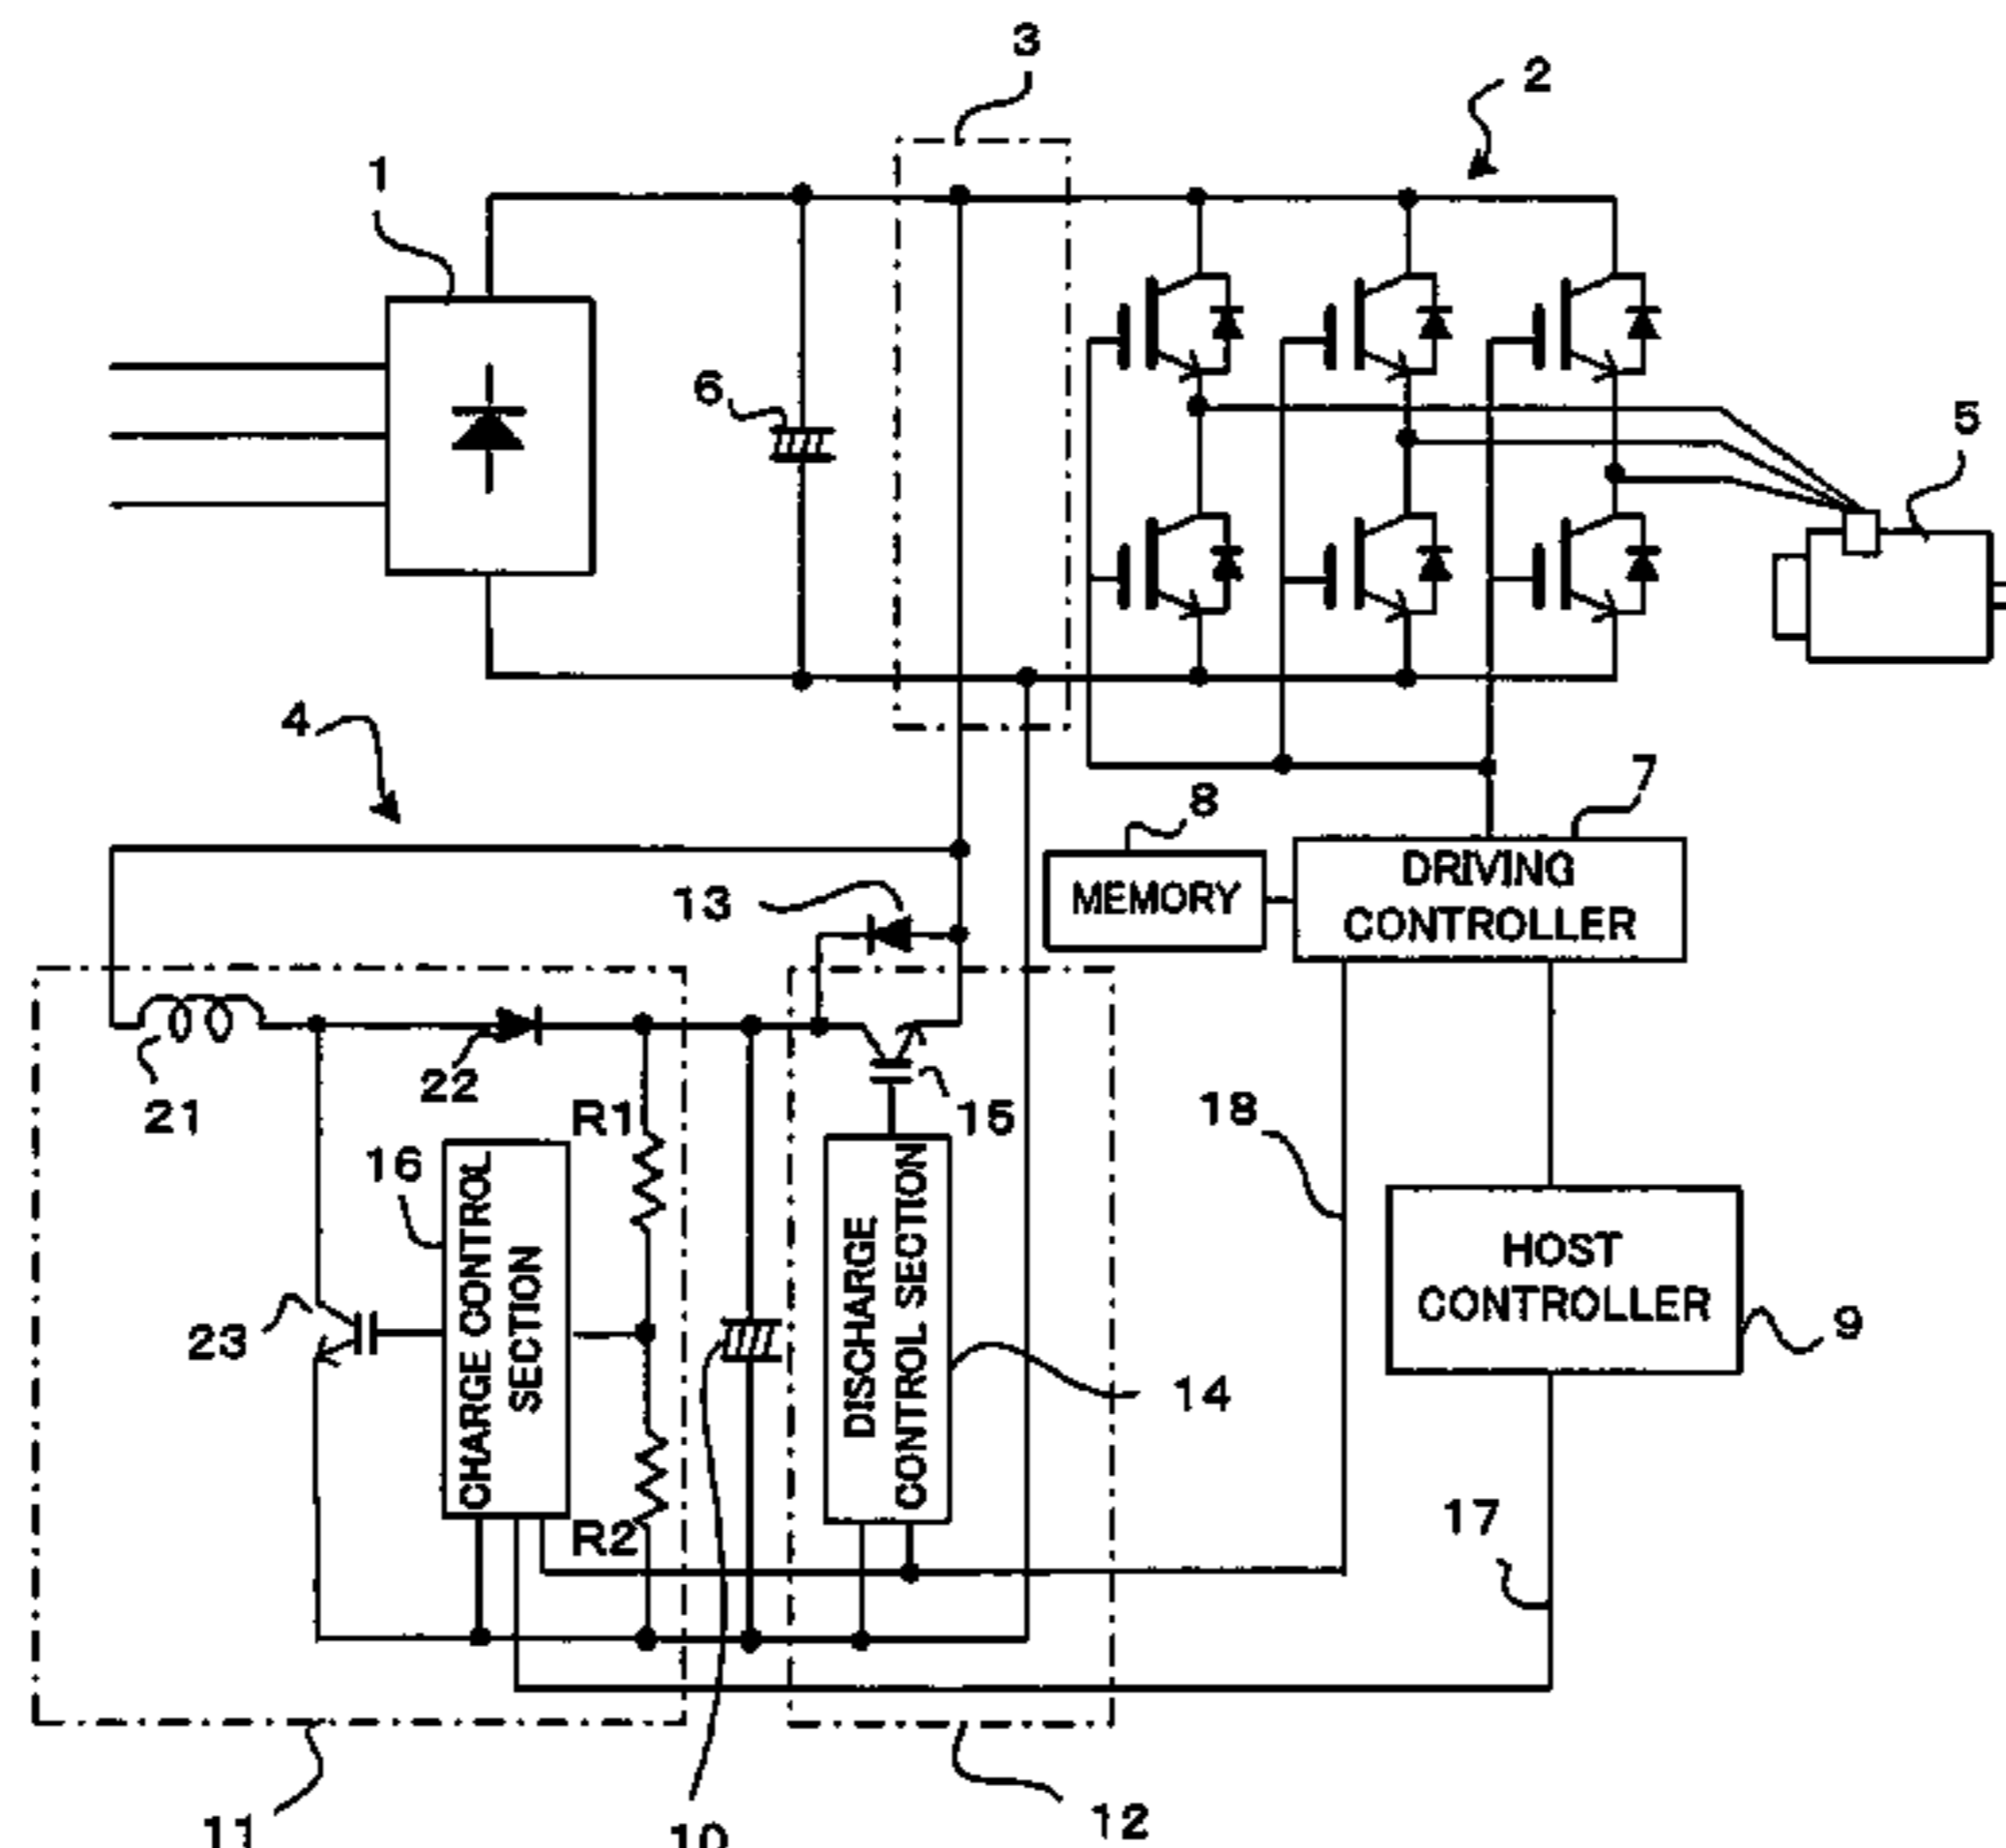 3
2
1
6
5
4
7
8
DRIVING
CONTROLLER
MEMORY
13
21
22
R1
15
18
16
CHARGE CONTROL
SECTION
DISCHARGE
CONTROL SECTION
HOST
CONTROLLER
23
9
14
R2
17
11
10
12